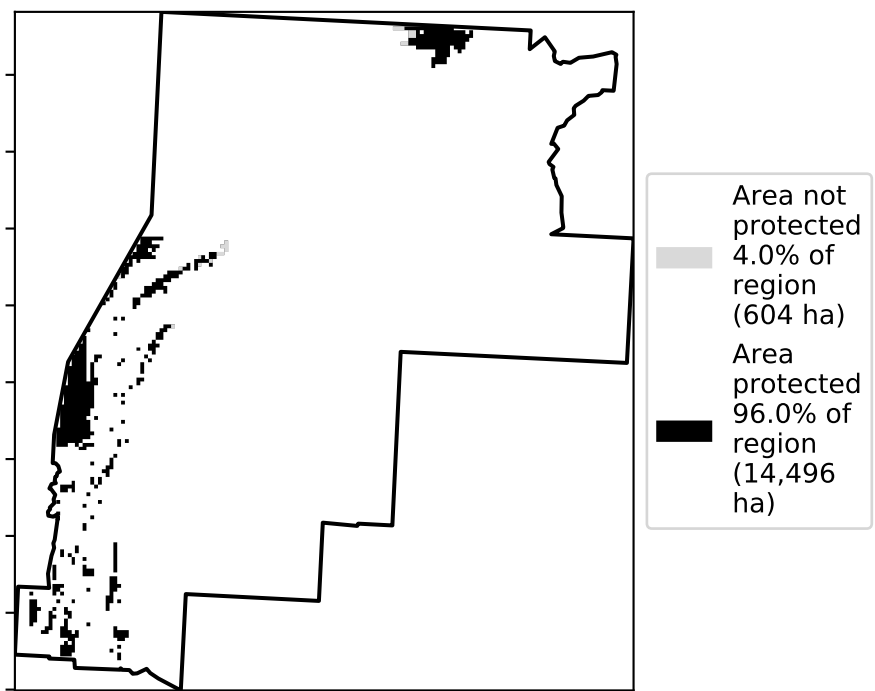 Area not
protected
4.0% of
region
(604 ha)
Area
protected
96.0% of
region
(14,496
ha)